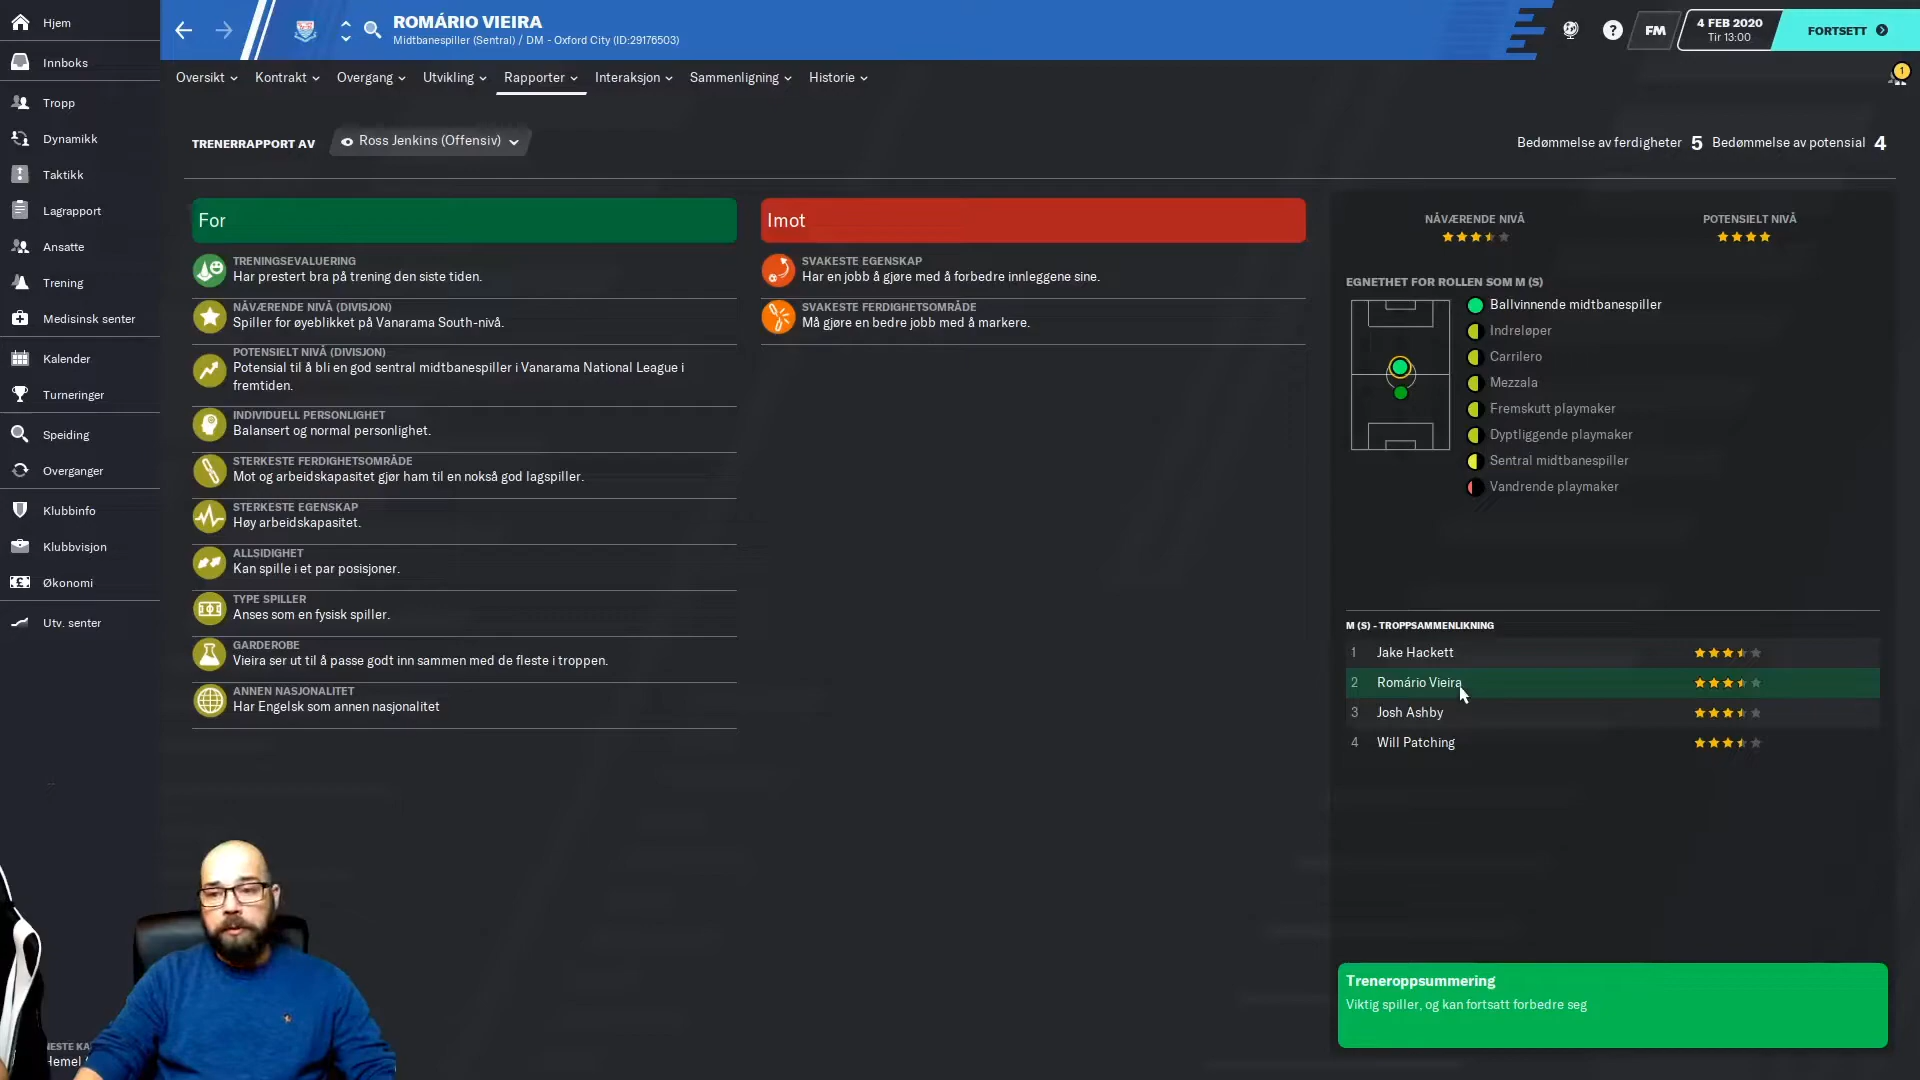 Hjem
Innboks
Tropp
Dynamikk
Taktikk
Lagrapport
Ansatte
Trening
Medisinsk senter
Kalender
Turneringer
Speiding
Overganger
Klubbinfo
Klubbvisjon
Økonomi
Utv. senter
NESTE KA
Hemel
ROMÁRIO VIEIRA
Midtbanespiller (Sentral) / DM - Oxford City (ID:29176503)
FM
4 FEB 2020
Tir 13:00
FORTSETT
1
Oversikt Kontrakt Overgang Utvikling Rapporter Interaksjon Sammenligning Historie
TRENERRAPPORT AV Ross Jenkins (Offensiv)
Bedømmelse av ferdigheter 5 Bedømmelse av potensial 4
For
TRENINGSEVALUERING
Har prestert bra på trening den siste tiden.
NÅVÆRENDE NIVÅ (DIVISJON)
Spiller for øyeblikket på Vanarama South-nivå.
POTENSIELT NIVÅ (DIVISJON)
Potensial til å bli en god sentral midtbanespiller i Vanarama National League i
fremtiden.
INDIVIDUELL PERSONLIGHET
Balansert og normal personlighet.
STERKESTE FERDIGHETSOMRÅDE
Mot og arbeidskapasitet gjør ham til en nokså god lagspiller.
STERKESTE EGENSKAP
Høy arbeidskapasitet.
ALLSIDIGHET
Kan spille i et par posisjoner.
TYPE SPILLER
Anses som en fysisk spiller.
GARDEROBE
Vieira ser ut til å passe godt inn sammen med de fleste i troppen.
ANNEN NASJONALITET
Har Engelsk som annen nasjonalitet
Imot
SVAKESTE EGENSKAP
Har en jobb å gjøre med å forbedre innleggene sine.
SVAKESTE FERDIGHETSOMRÅDE
Må gjøre en bedre jobb med å markere.
NÅVÆRENDE NIVÅ
POTENSIELT NIVÅ
EGNETHET FOR ROLLEN SOM M (S)
Ballvinnende midtbanespiller
Indreløper
Carrilero
Mezzala
Fremskutt playmaker
Dyptliggende playmaker
Sentral midtbanespiller
Vandrende playmaker
M (S) - TROPPSAMMENLIKNING
1 Jake Hackett
2 Romário Vieira
3 Josh Ashby
4 Will Patching
Treneroppsummering
Viktig spiller, og kan fortsatt forbedre seg